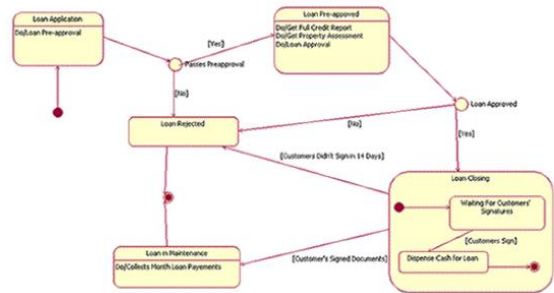 Loan Application
Do/Loan Pre-approval
Loan Pre-approved
Do/Get Full Credit Report
Do/Get Property Assessment
Do/Loan Approval
[Yes]
Passes Preapproval
[No]
Loan Approved
[No]
[Yes]
Loan Rejected
[Customers Didn't Sign in 14 Days]
Loan-Closing
Waiting For Customers'
Signatures
[Customers Sign]
Dispense Cash for Loan
Loan in Maintenance
Do/Collects Month Loan Payements
[Customer's Signed Documents]